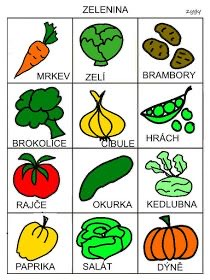 ZELENINA
MRKEV
ZELÍ
BRAMBORY
BROKOLICE
CIBULE
HRÁCH
RAJČE
OKURKA
KEDLUBNA
PAPRIKA
SALÁT
DÝNĚ